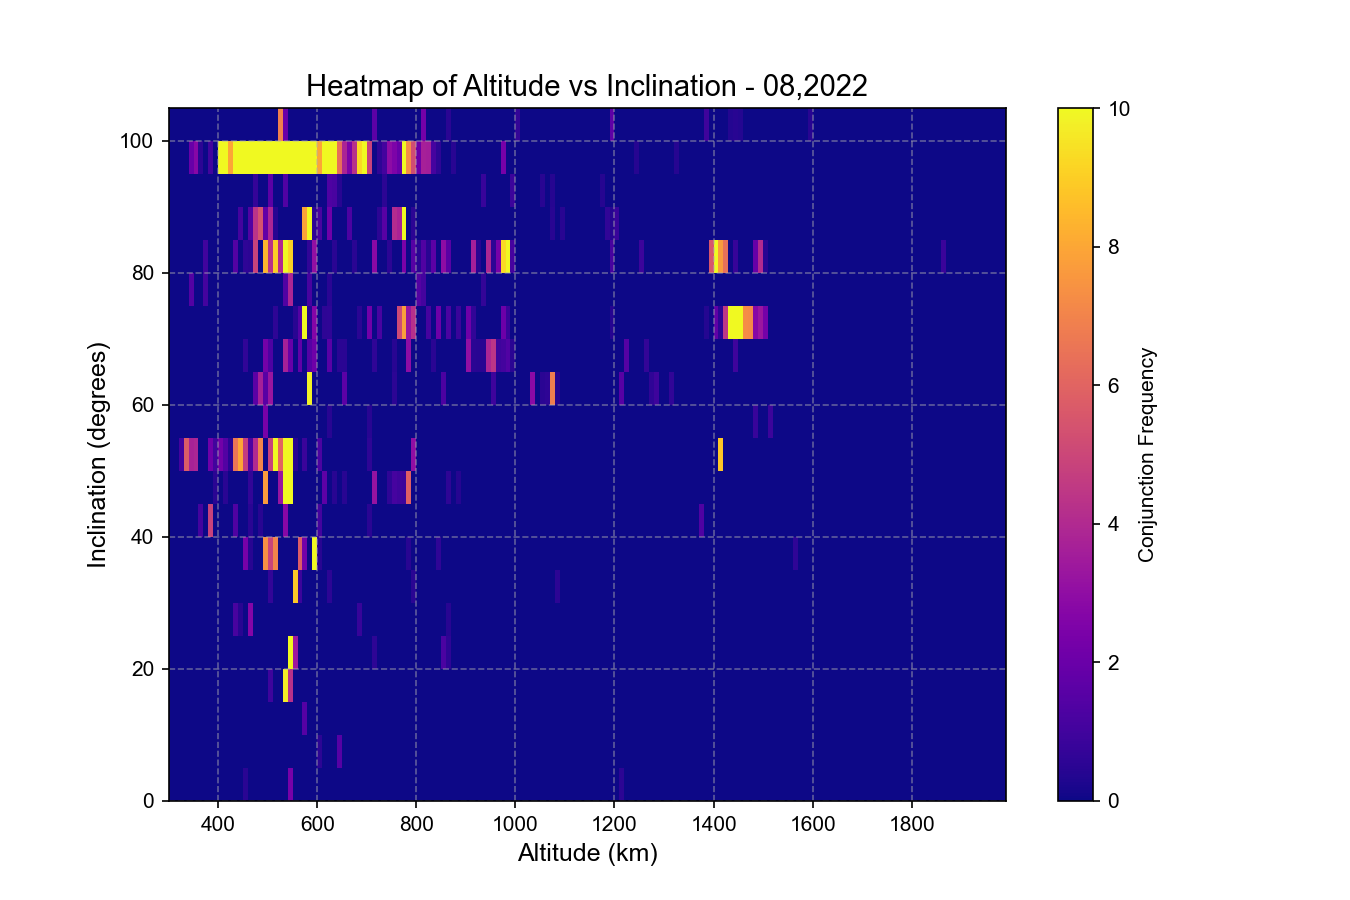 Heatmap of Altitude vs Inclination - 08,2022
100
80
60
40
20
0
Inclination (degrees)
400 600 800 1000 1200 1400 1600 1800
Altitude (km)
10
8
6
4
2
0
Conjunction Frequency